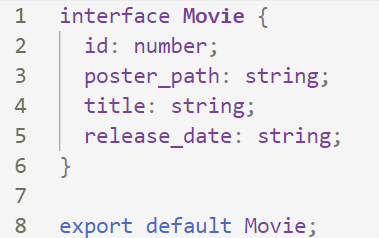 1 interface Movie {
2   id: number;
3   poster_path: string;
4   title: string;
5   release_date: string;
6 }
7
8 export default Movie;